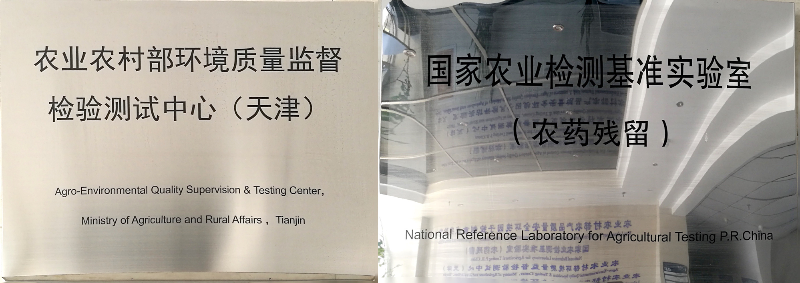 农业农村部环境质量监督
检验测试中心（天津）
Agro-Environmental Quality Supervision & Testing Center,
Ministry of Agriculture and Rural Affairs , Tianjin
国家农业检测基准实验室
（农药残留）
National Reference Laboratory for Agricultural Testing P.R.China